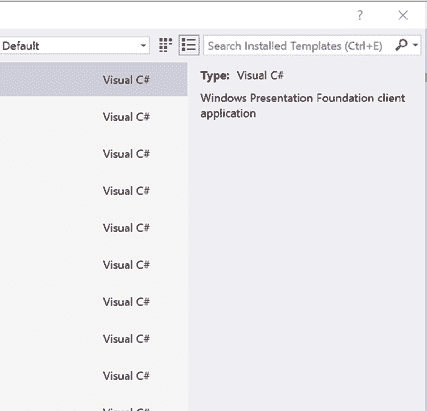 ?
Default
Search Installed Templates (Ctrl+E)
Visual C#
Type: Visual C#
Windows Presentation Foundation client
application
Visual C#
Visual C#
Visual C#
Visual C#
Visual C#
Visual C#
Visual C#
Visual C#
Visual C#